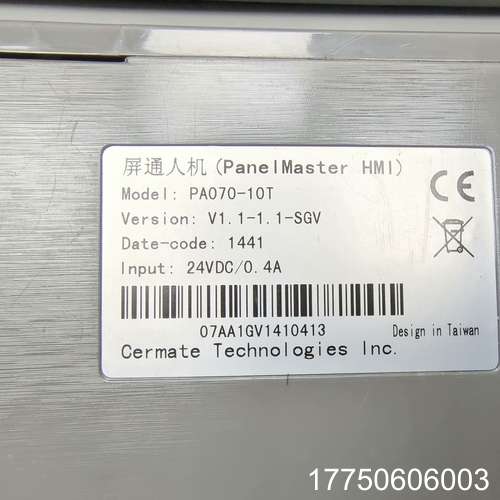 屏通人机 (PanelMaster HMI)
Model: PA070-10T
Version: V1.1-1.1-SGV
Date-code: 1441
Input: 24VDC/0.4A
07AA1GV1410413
Design in Taiwan
Cermate Technologies Inc.
CE
17750606003